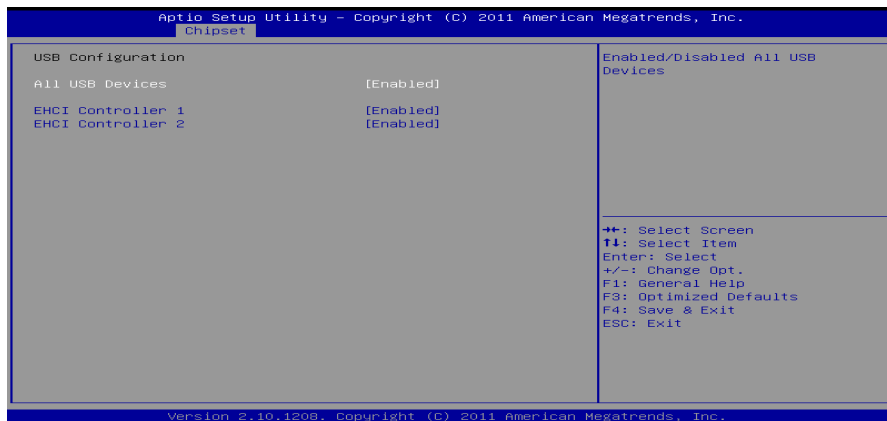 Aptio Setup Utility – Copyright (C) 2011 American Megatrends, Inc.
Chipset
USB Configuration
All USB Devices [Enabled]
EHCI Controller 1 [Enabled]
EHCI Controller 2 [Enabled]
Enabled/Disabled All USB
Devices
→←: Select Screen
↑↓: Select Item
Enter: Select
+/-: Change Opt.
F1: General Help
F3: Optimized Defaults
F4: Save & Exit
ESC: Exit
Version 2.10.1208. Copyright (C) 2011 American Megatrends, Inc.